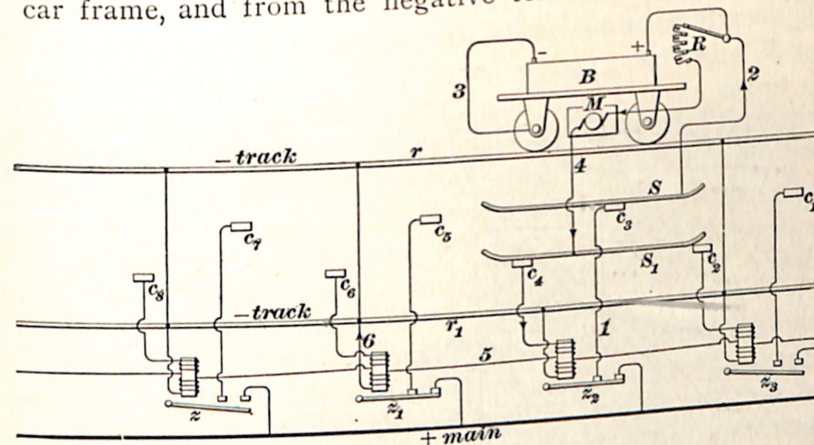 car frame, and from the negative
3 - + R 2
B
M
- track r
4
S
c₇ c₅ c₃ c₁
c₈ c₆ c₄ S₁ c₂
- track r₁ 1
6
5
z z₁ z₂ z₃
+ main